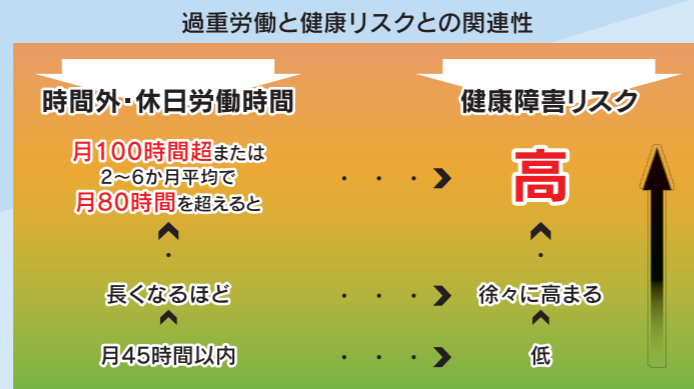 過重労働と健康リスクとの関連性
時間外・休日労働時間
健康障害リスク
月100時間超または
2～6か月平均で
月80時間を超えると
高
長くなるほど
徐々に高まる
月45時間以内
低